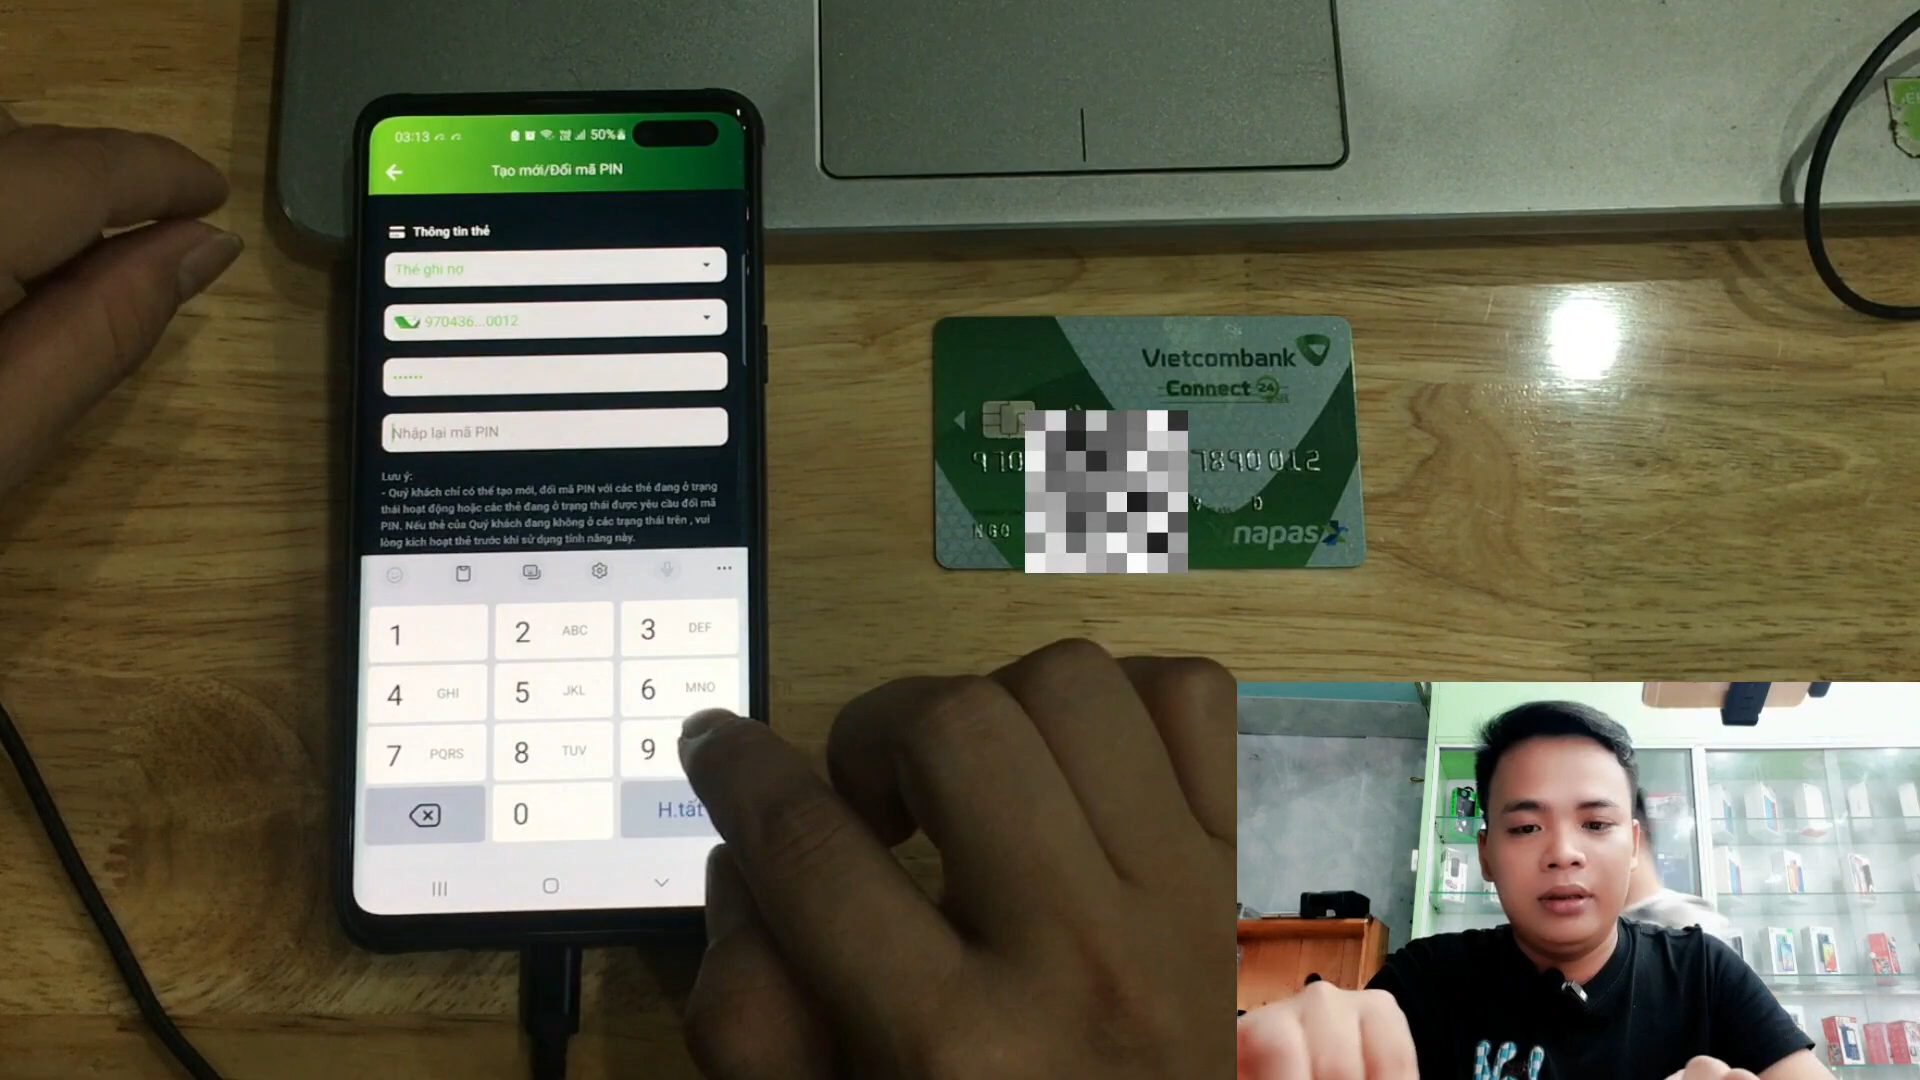 03:13
50%
Tạo mới/Đổi mã PIN
Thông tin thẻ
Thẻ ghi nợ
970436...0012
••••••
Nhập lại mã PIN
Lưu ý:
- Quý khách chỉ có thể tạo mới, đổi mã PIN với các thẻ đang ở trạng
thái hoạt động hoặc các thẻ đang ở trạng thái được yêu cầu đổi mã
PIN. Nếu thẻ của Quý khách đang không ở các trạng thái trên , vui
lòng kích hoạt thẻ trước khi sử dụng tính năng này.
1
2 ABC
3 DEF
4 GHI
5 JKL
6 MNO
7 PQRS
8 TUV
9
0
H.tất
Vietcombank
Connect 24
970
7890012
NGO
napas